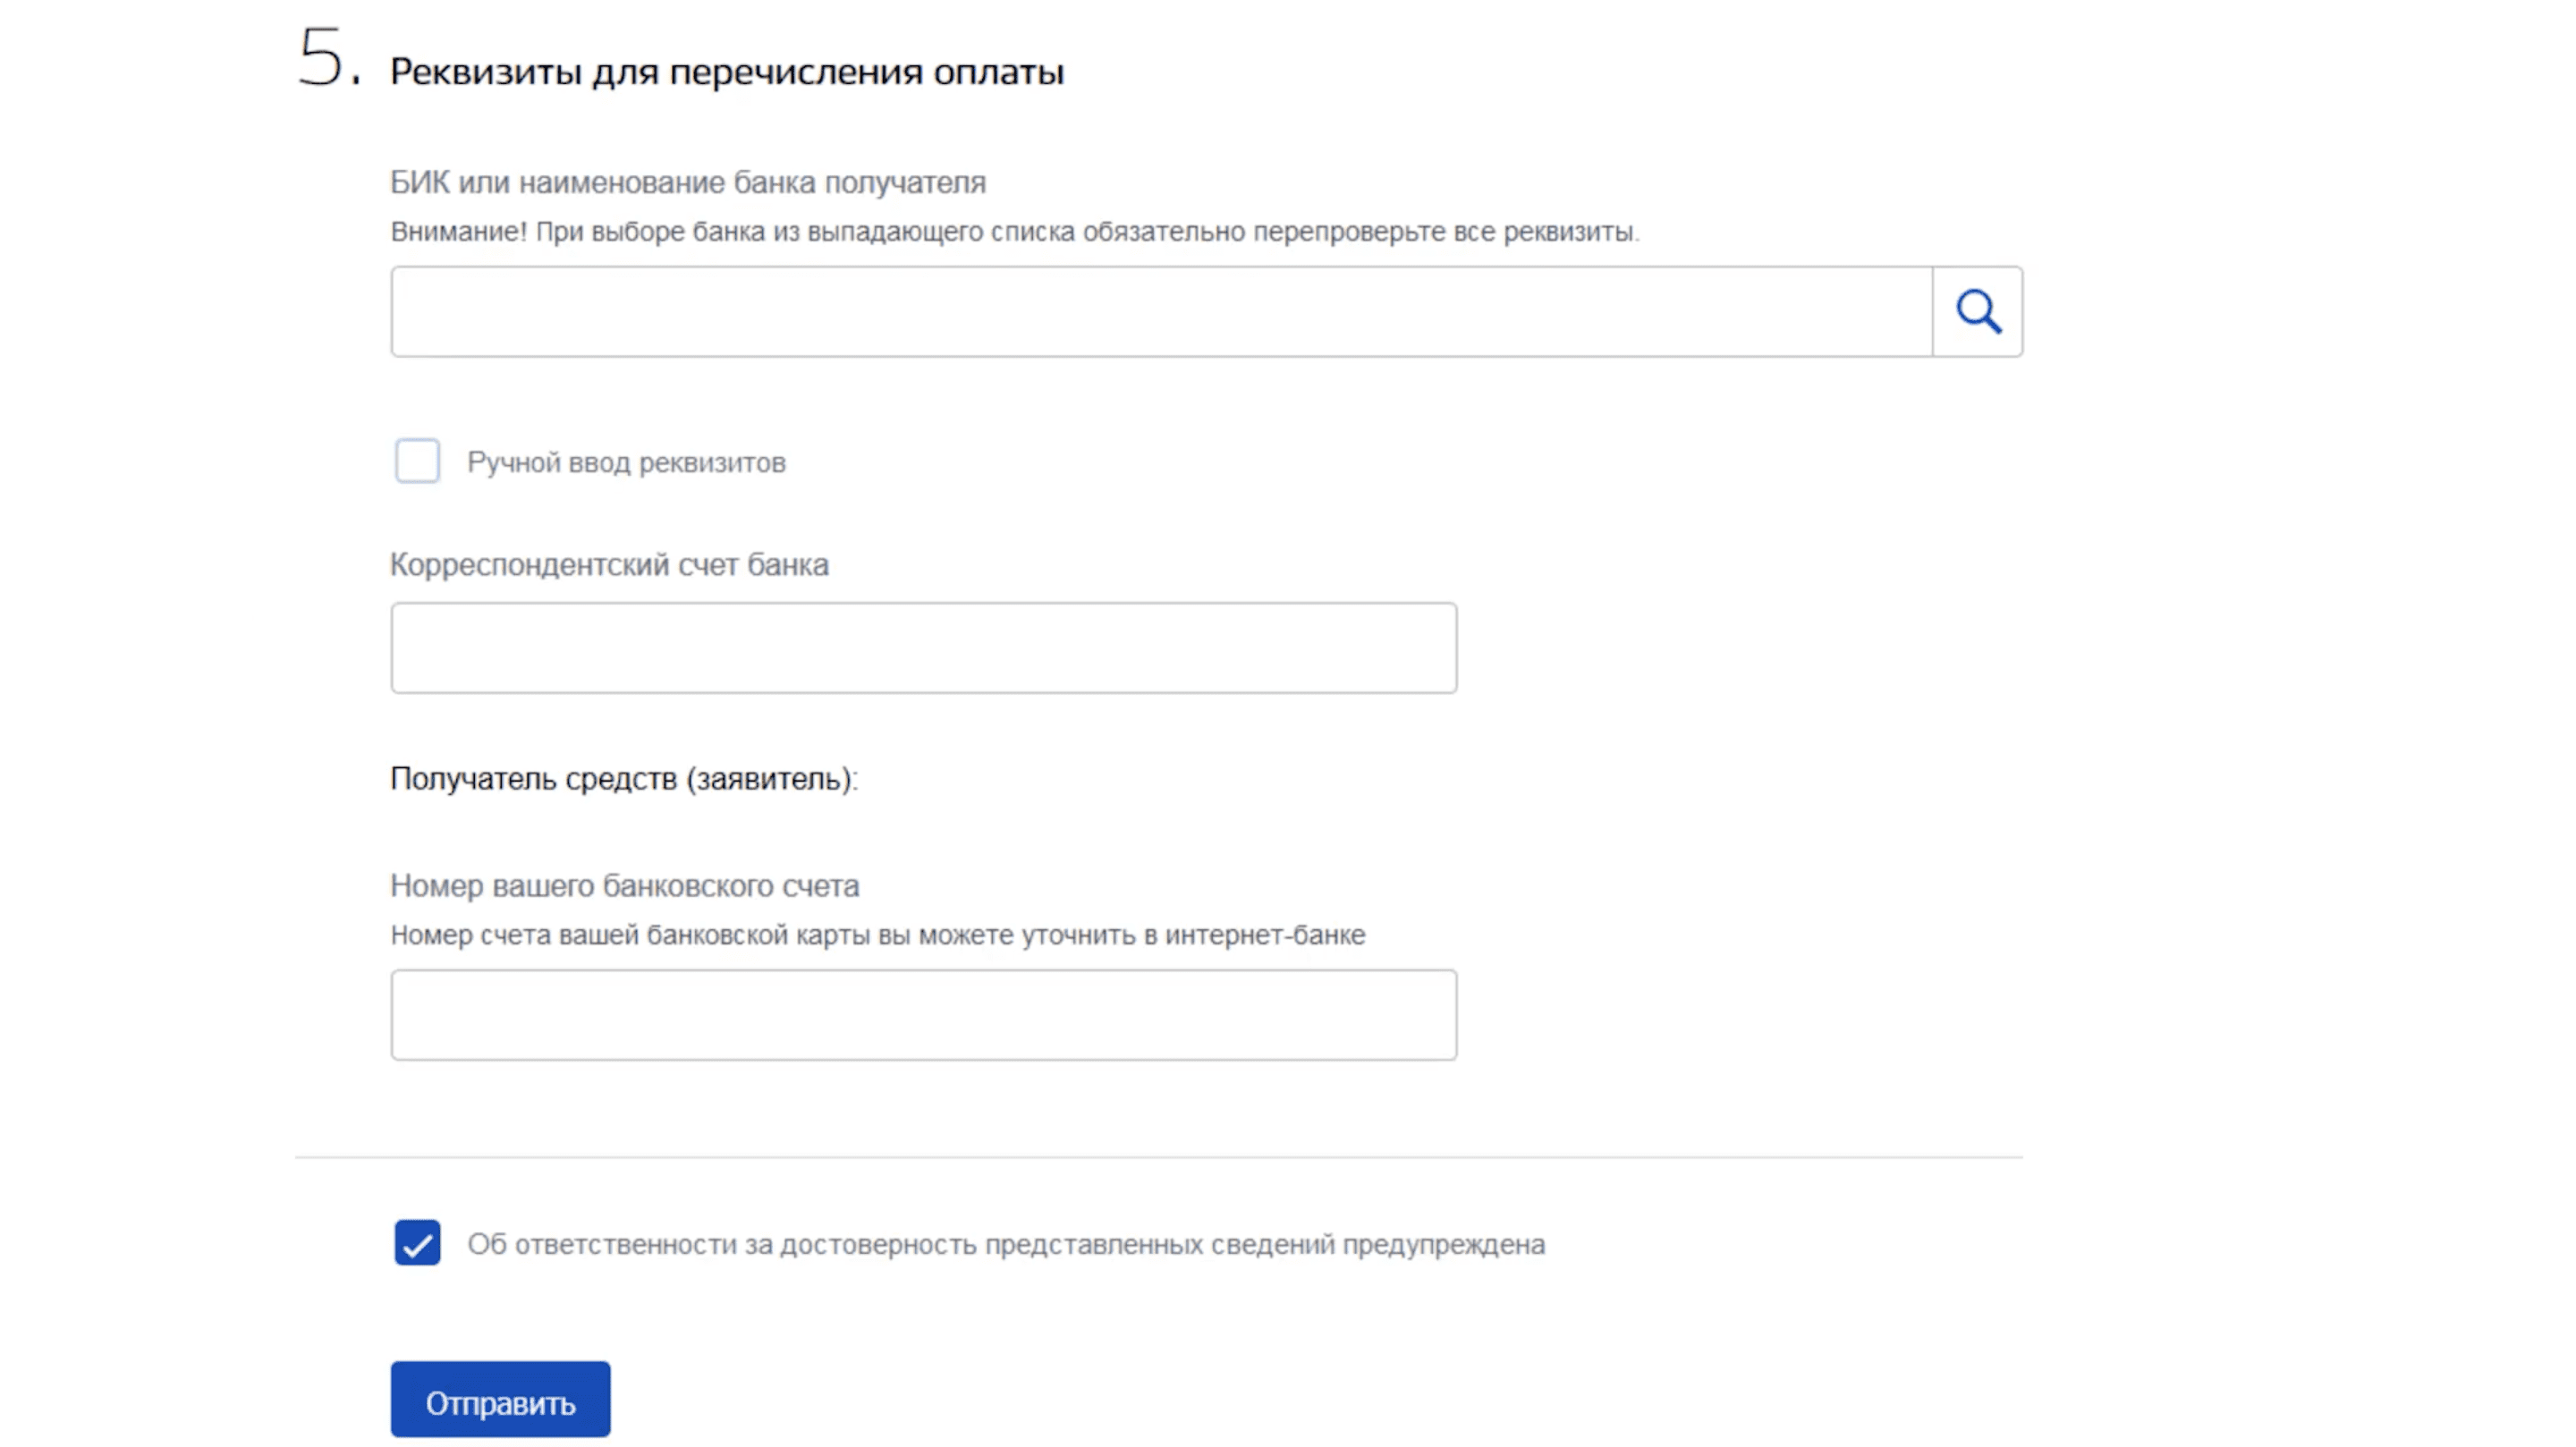 5. Реквизиты для перечисления оплаты
БИК или наименование банка получателя
Внимание! При выборе банка из выпадающего списка обязательно перепроверьте все реквизиты.
Ручной ввод реквизитов
Корреспондентский счет банка
Получатель средств (заявитель):
Номер вашего банковского счета
Номер счета вашей банковской карты вы можете уточнить в интернет-банке
Об ответственности за достоверность представленных сведений предупреждена
Отправить